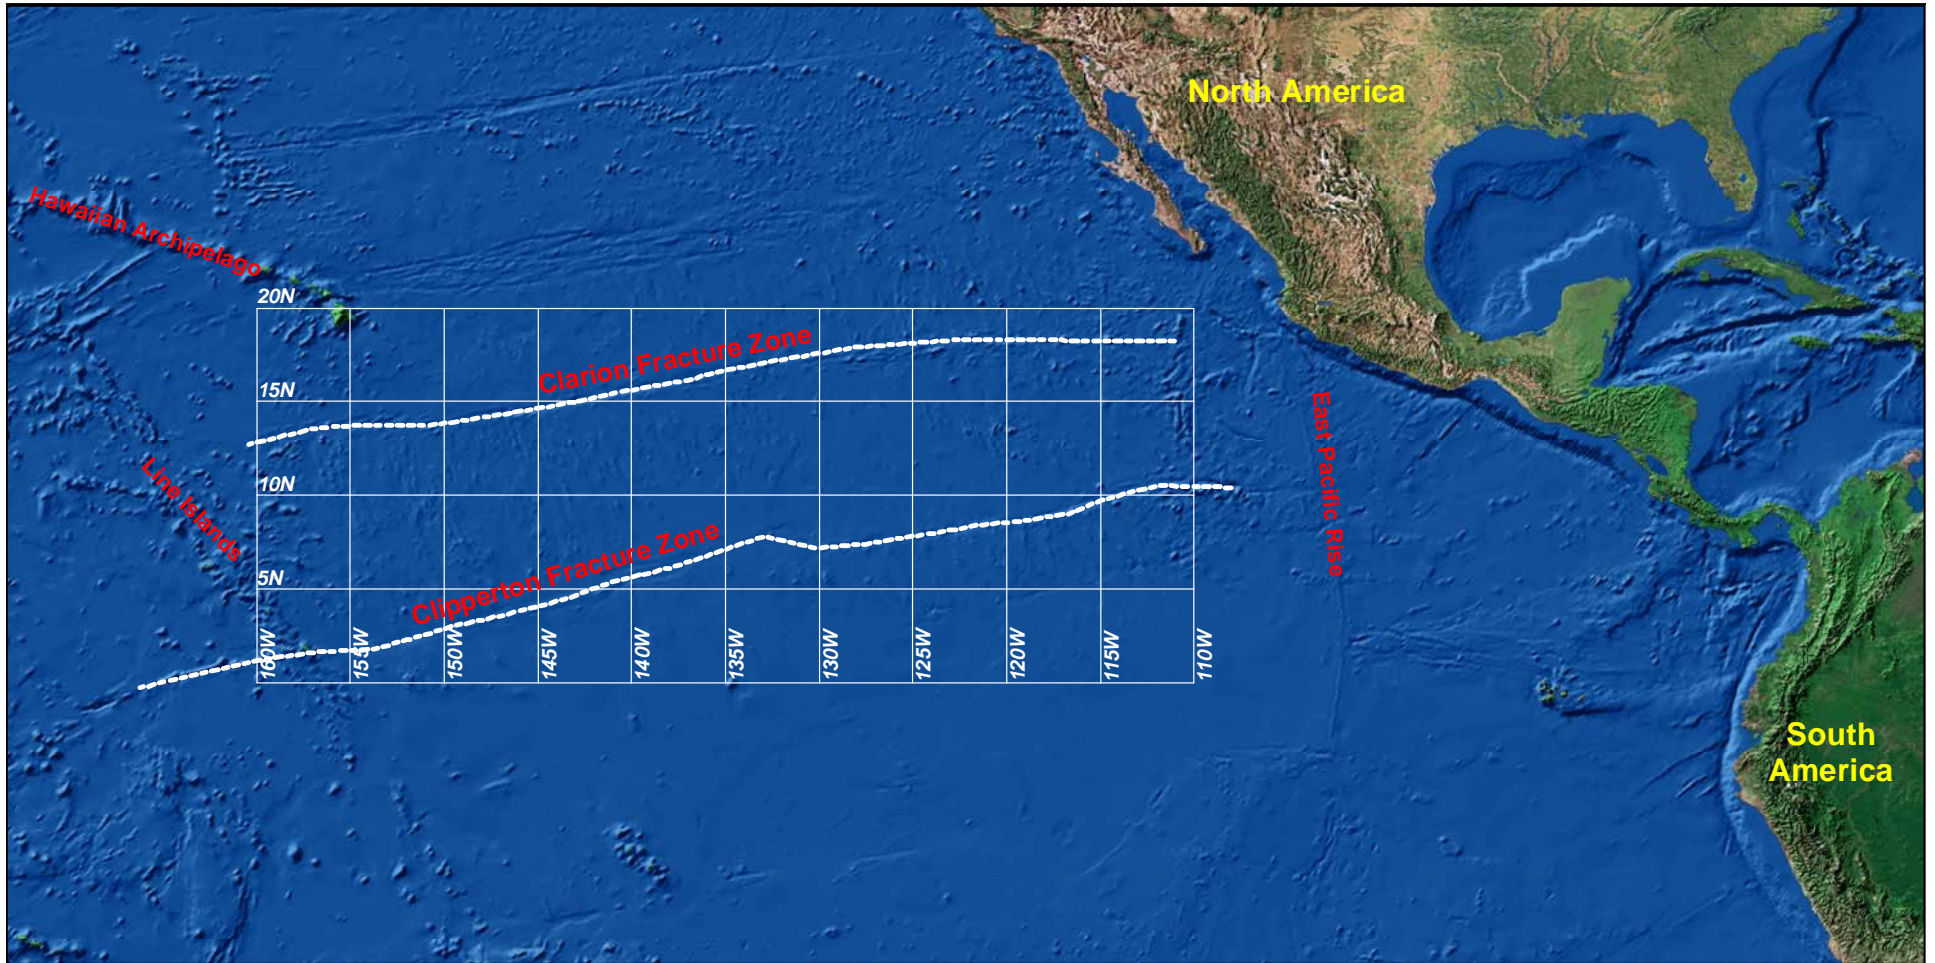 North America
Hawaiian Archipelago
20N
Clarion Fracture Zone
15N
East Pacific Rise
Line Islands
10N
Clipperton Fracture Zone
5N
160W
155W
150W
145W
140W
135W
130W
125W
120W
115W
110W
South
America